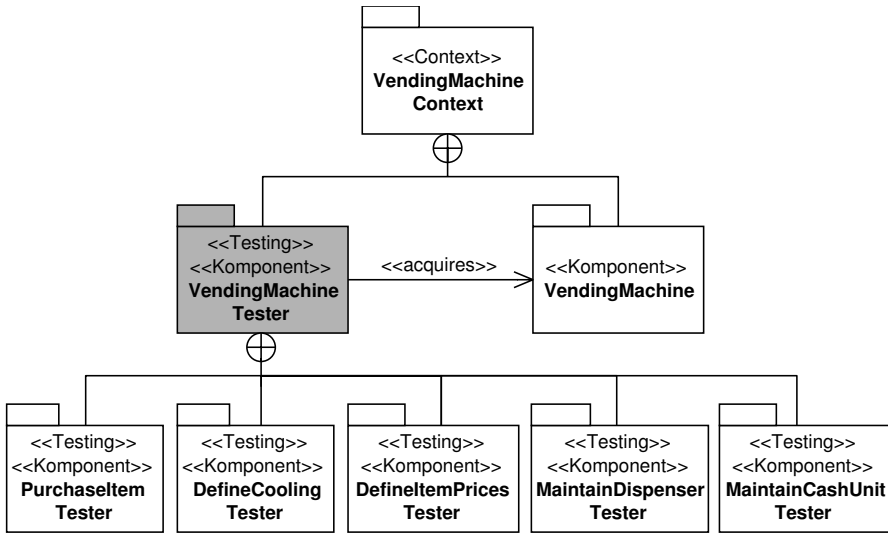 <<Context>>
VendingMachine
Context
<<Testing>>
<<Komponent>>
VendingMachine
Tester
<<acquires>>
<<Komponent>>
VendingMachine
<<Testing>>
<<Komponent>>
PurchaseItem
Tester
<<Testing>>
<<Komponent>>
DefineCooling
Tester
<<Testing>>
<<Komponent>>
DefineItemPrices
Tester
<<Testing>>
<<Komponent>>
MaintainDispenser
Tester
<<Testing>>
<<Komponent>>
MaintainCashUnit
Tester